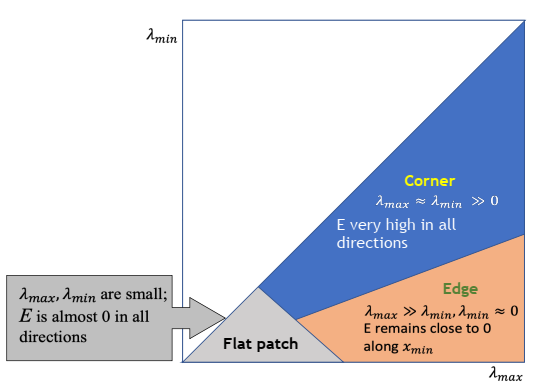 λmin
Corner
λmax ≈ λmin ≫ 0
E very high in all
directions
Edge
λmax ≫ λmin, λmin ≈ 0
E remains close to 0
along xmin
λmax, λmin are small;
E is almost 0 in all
directions
Flat patch
λmax